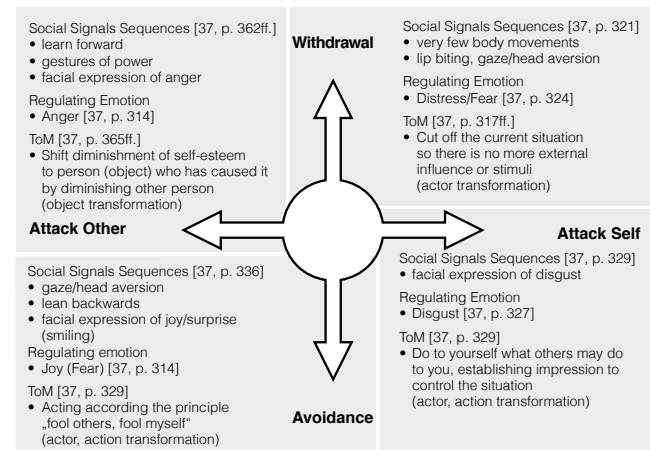 Social Signals Sequences [37, p. 362ff.]
• learn forward
• gestures of power
• facial expression of anger
Regulating Emotion
• Anger [37, p. 314]
ToM [37, p. 365ff.]
• Shift diminishment of self-esteem
to person (object) who has caused it
by diminishing other person
(object transformation)
Attack Other
Withdrawal
Social Signals Sequences [37, p. 321]
• very few body movements
• lip biting, gaze/head aversion
Regulating Emotion
• Distress/Fear [37, p. 324]
ToM [37, p. 317ff.]
• Cut off the current situation
so there is no more external
influence or stimuli
(actor transformation)
Attack Self
Social Signals Sequences [37, p. 336]
• gaze/head aversion
• lean backwards
• facial expression of joy/surprise
(smiling)
Regulating emotion
• Joy (Fear) [37, p. 314]
ToM [37, p. 329]
• Acting according the principle
„fool others, fool myself“
(actor, action transformation)
Avoidance
Social Signals Sequences [37, p. 329]
• facial expression of disgust
Regulating Emotion
• Disgust [37, p. 327]
ToM [37, p. 329]
• Do to yourself what others may do
to you, establishing impression to
control the situation
(actor, action transformation)